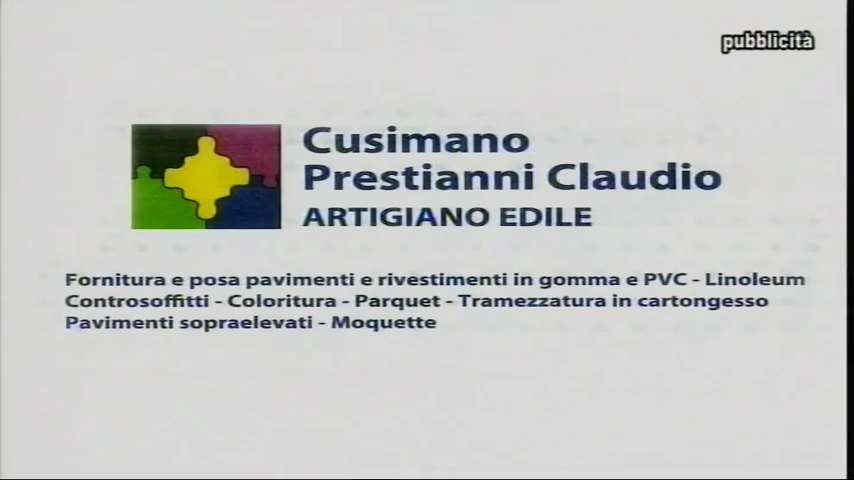 pubblicità
Cusimano
Prestianni Claudio
ARTIGIANO EDILE
Fornitura e posa pavimenti e rivestimenti in gomma e PVC - Linoleum
Controsoffitti - Coloritura - Parquet - Tramezzatura in cartongesso
Pavimenti sopraelevati - Moquette